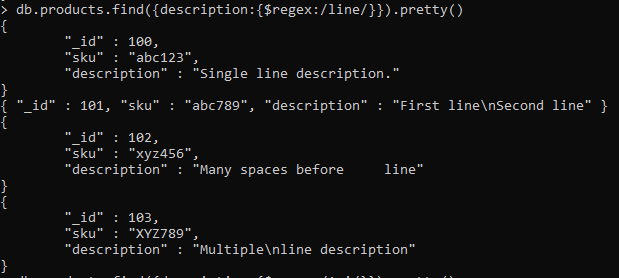 > db.products.find({description:{$regex:/line/}}).pretty()
{
        "_id" : 100,
        "sku" : "abc123",
        "description" : "Single line description."
}
{ "_id" : 101, "sku" : "abc789", "description" : "First line\nSecond line" }
{
        "_id" : 102,
        "sku" : "xyz456",
        "description" : "Many spaces before     line"
}
{
        "_id" : 103,
        "sku" : "XYZ789",
        "description" : "Multiple\nline description"
}